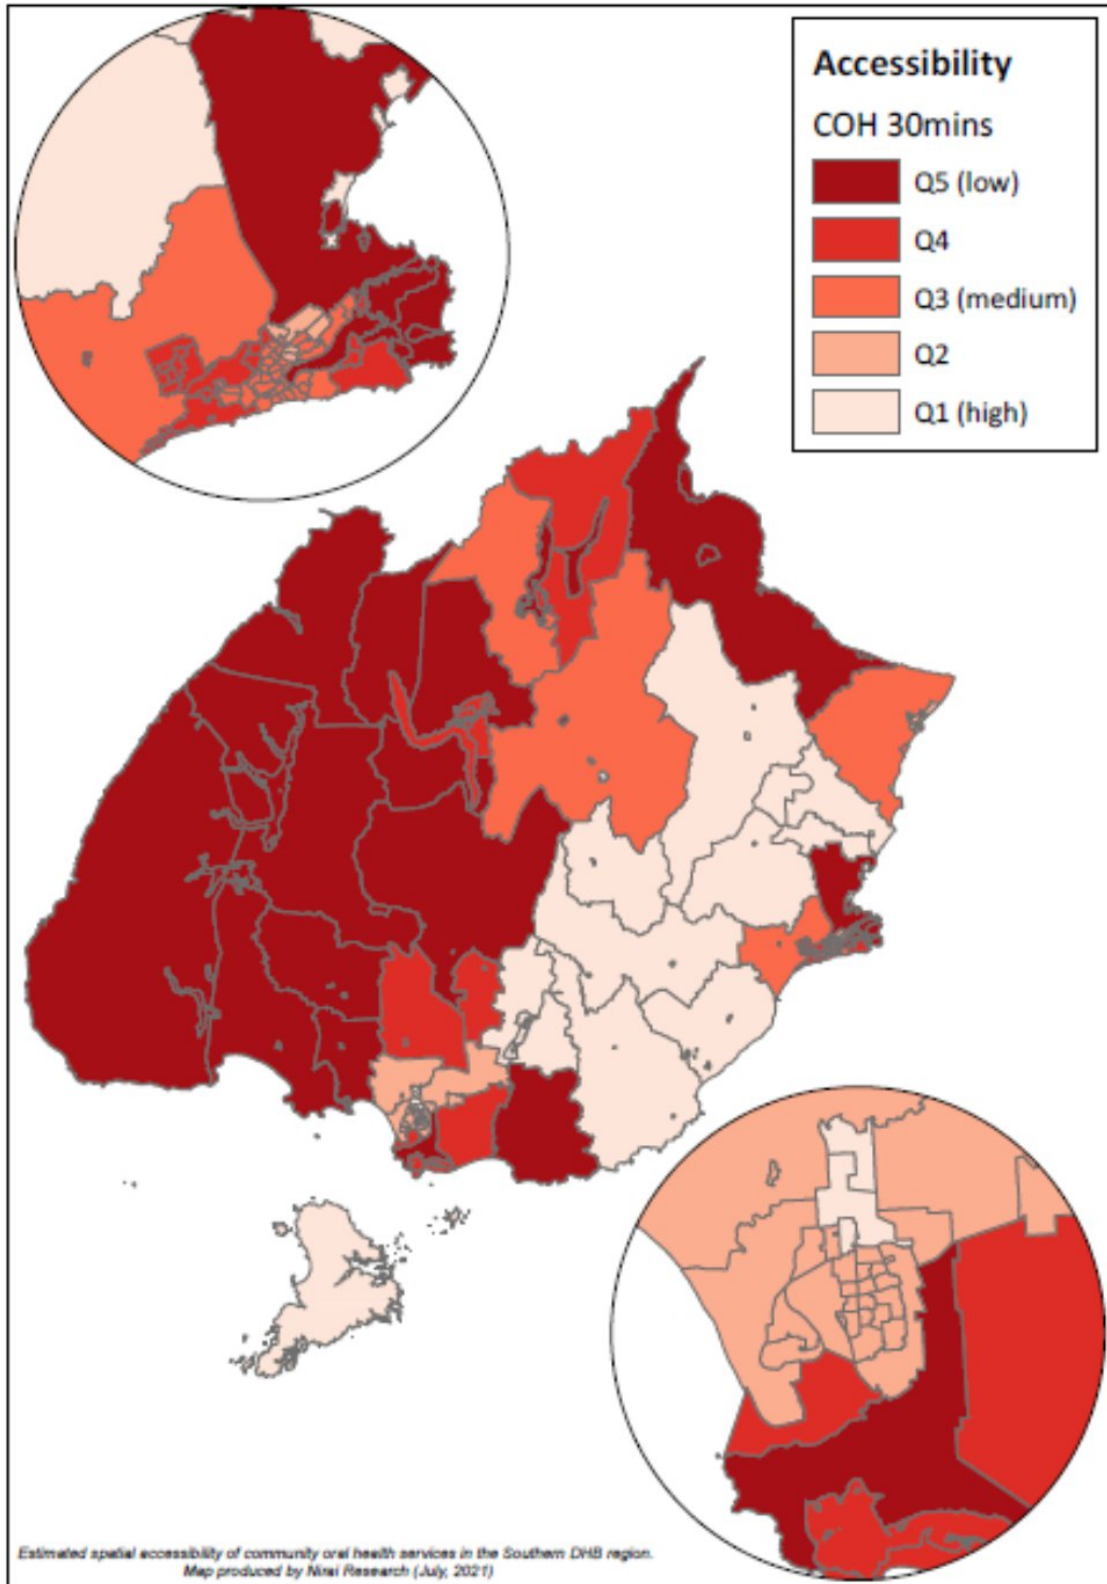 Accessibility
COH 30mins
Q5 (low)
Q4
Q3 (medium)
Q2
Q1 (high)
Estimated spatial accessibility of community oral health services in the Southern DHB region.
Map produced by Niral Research (July, 2021)